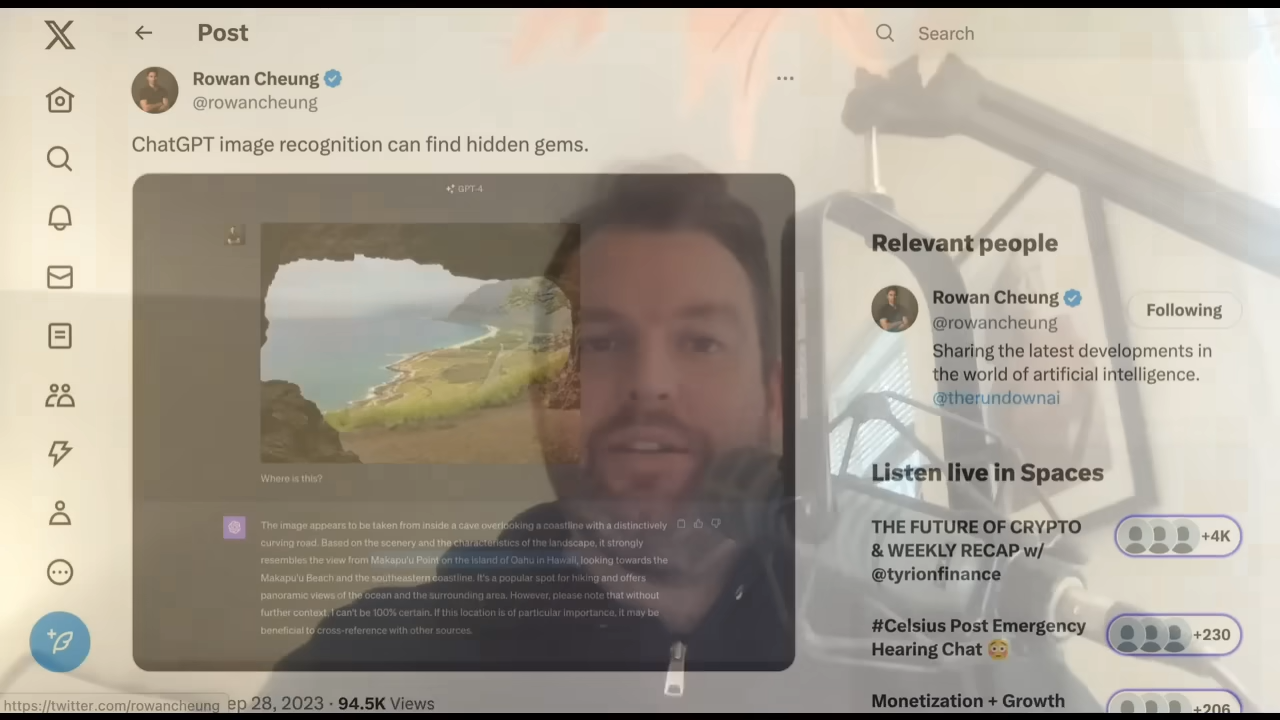 Post
Search
Rowan Cheung
@rowancheung
ChatGPT image recognition can find hidden gems.
GPT-4
Where is this?
The image appears to be taken from inside a cave overlooking a coastline with a distinctively
curving road. Based on the scenery and the characteristics of the landscape, it strongly
resembles the view from Makapu'u Point on the island of Oahu in Hawaii, looking towards the
Makapu'u Beach and the southeastern coastline. It's a popular spot for hiking and offers
panoramic views of the ocean and the surrounding area. However, please note that without
further context, I can't be 100% certain. If this location is of particular importance, it may be
beneficial to cross-reference with other sources.
ep 28, 2023 · 94.5K Views
https://twitter.com/rowancheung
Relevant people
Rowan Cheung
@rowancheung
Following
Sharing the latest developments in
the world of artificial intelligence.
@therundownai
Listen live in Spaces
THE FUTURE OF CRYPTO
& WEEKLY RECAP w/
@tyrionfinance
+4K
#Celsius Post Emergency
Hearing Chat 😳
+230
Monetization + Growth
+206